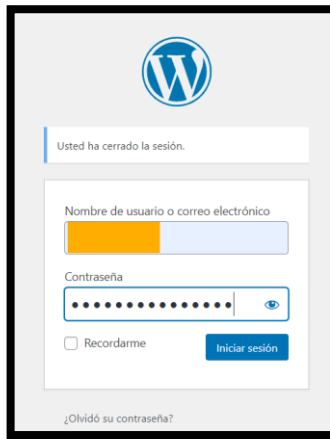 Usted ha cerrado la sesión.
Nombre de usuario o correo electrónico
Contraseña
Recordarme
Iniciar sesión
¿Olvidó su contraseña?